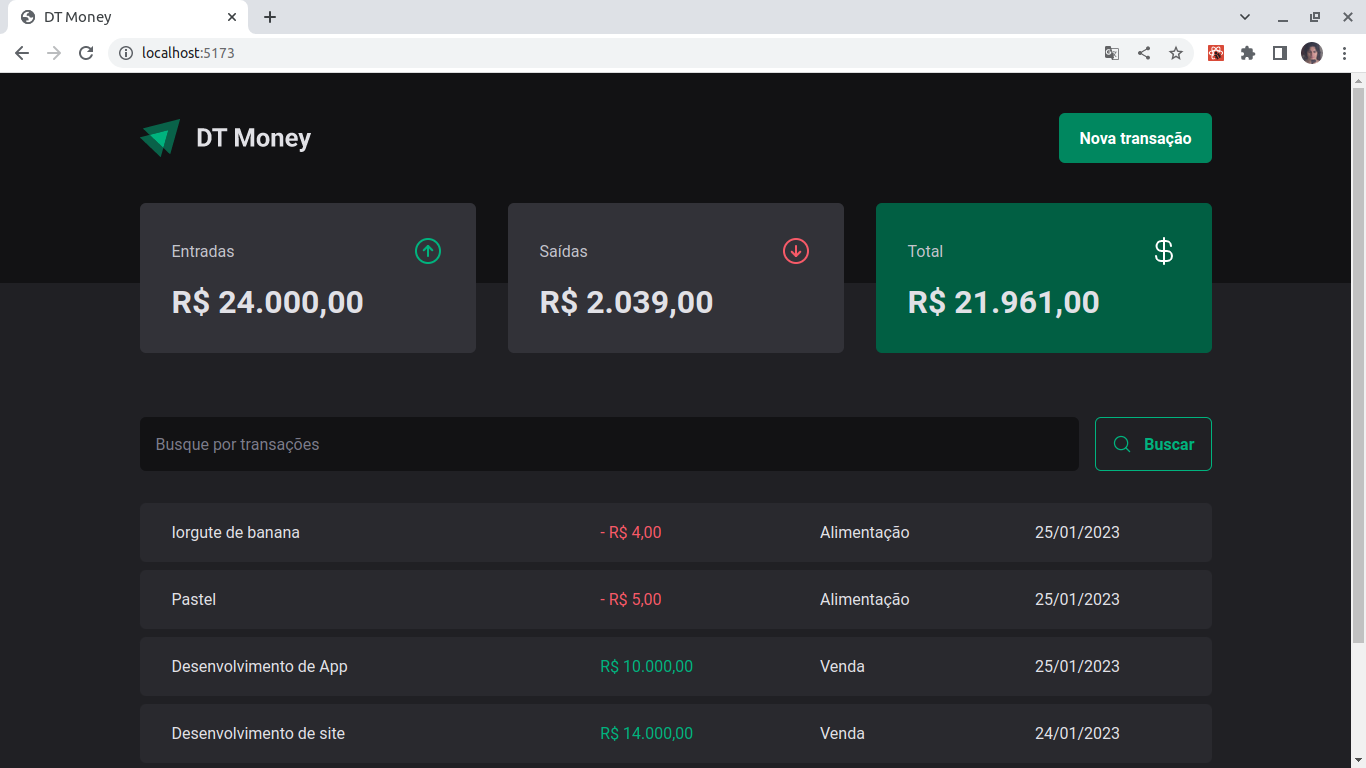 DT Money
localhost:5173
DT Money
Nova transação
Entradas
R$ 24.000,00
Saídas
R$ 2.039,00
Total
$
R$ 21.961,00
Busque por transações
Buscar
Iorgute de banana - R$ 4,00 Alimentação 25/01/2023
Pastel - R$ 5,00 Alimentação 25/01/2023
Desenvolvimento de App R$ 10.000,00 Venda 25/01/2023
Desenvolvimento de site R$ 14.000,00 Venda 24/01/2023